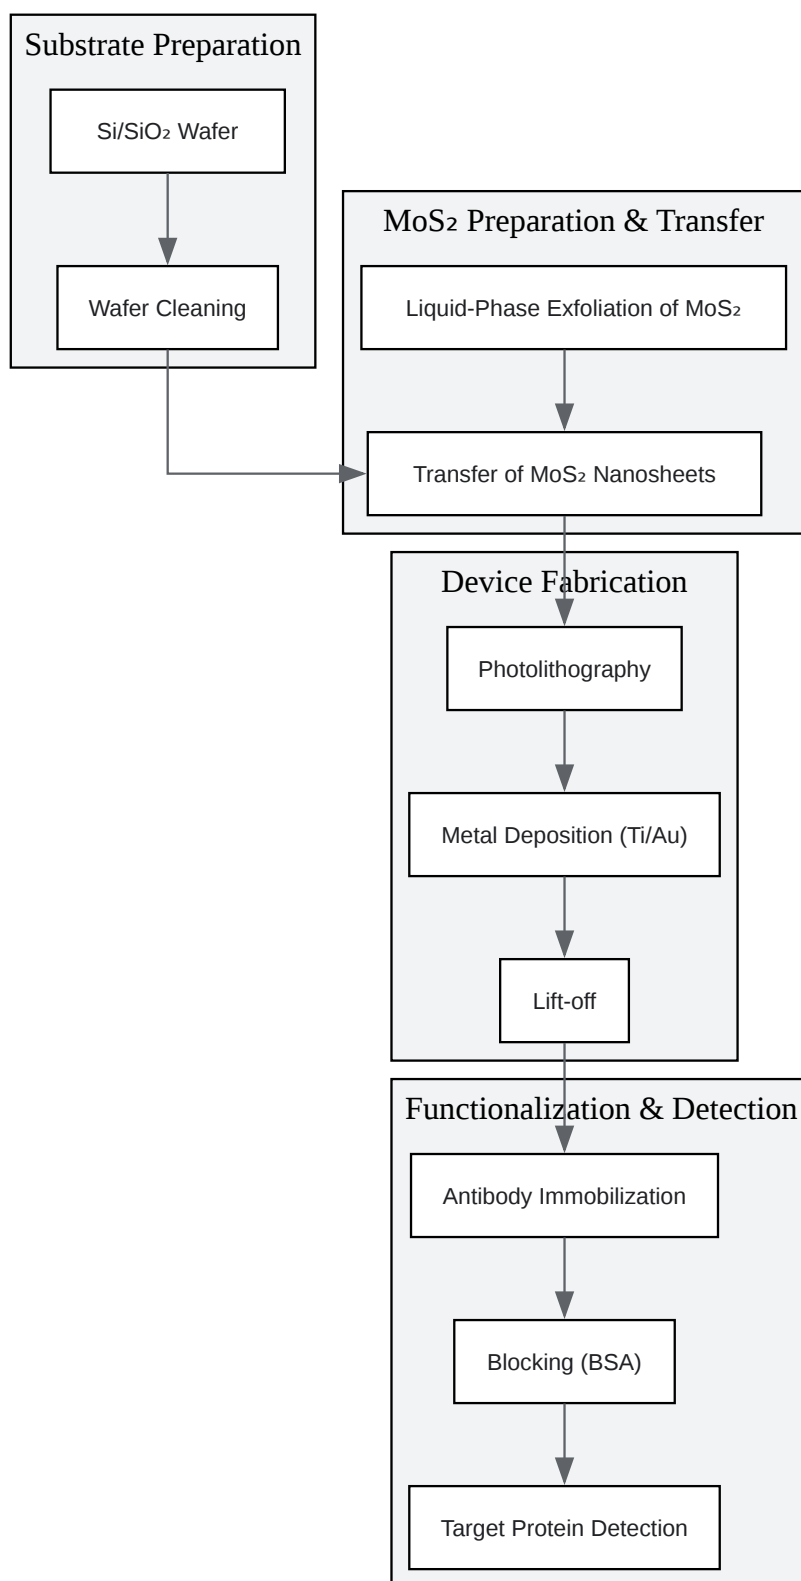 Substrate Preparation
Si/SiO₂ Wafer
Wafer Cleaning
MoS₂ Preparation & Transfer
Liquid-Phase Exfoliation of MoS₂
Transfer of MoS₂ Nanosheets
Device Fabrication
Photolithography
Metal Deposition (Ti/Au)
Lift-off
Functionalization & Detection
Antibody Immobilization
Blocking (BSA)
Target Protein Detection